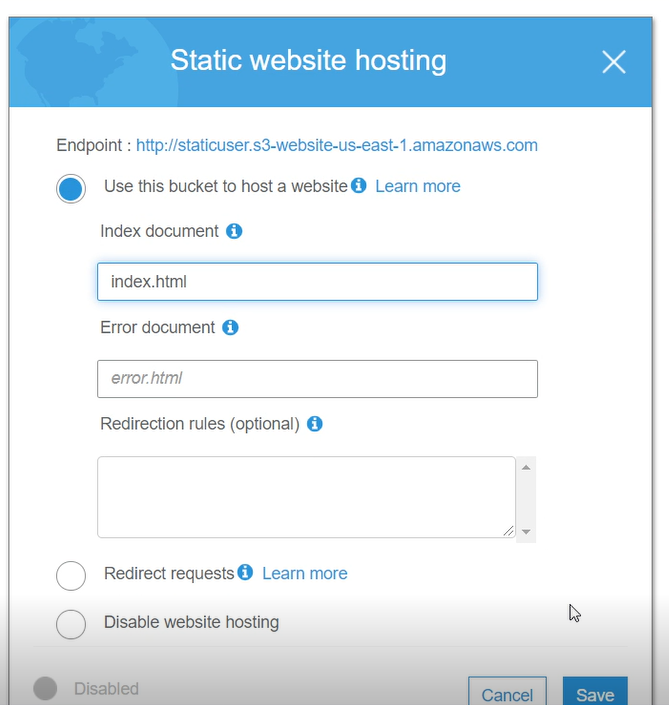 Static website hosting
Endpoint : http://staticuser.s3-website-us-east-1.amazonaws.com
Use this bucket to host a website Learn more
Index document
index.html
Error document
error.html
Redirection rules (optional)
Redirect requests Learn more
Disable website hosting
Disabled
Cancel Save